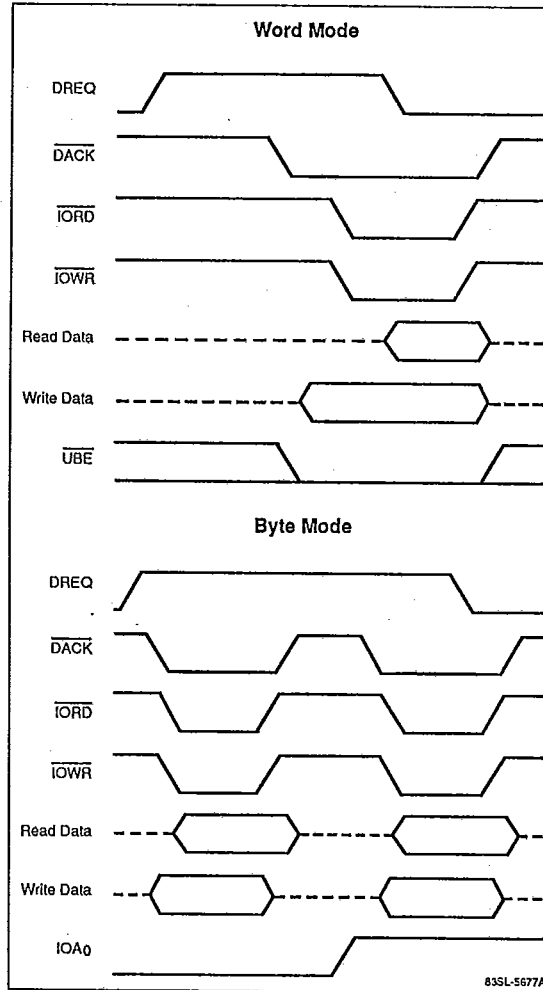 Word Mode
DREQ
DACK
IORD
IOWR
Read Data
Write Data
UBE
Byte Mode
DREQ
DACK
IORD
IOWR
Read Data
Write Data
IOA0
83SL-5677A